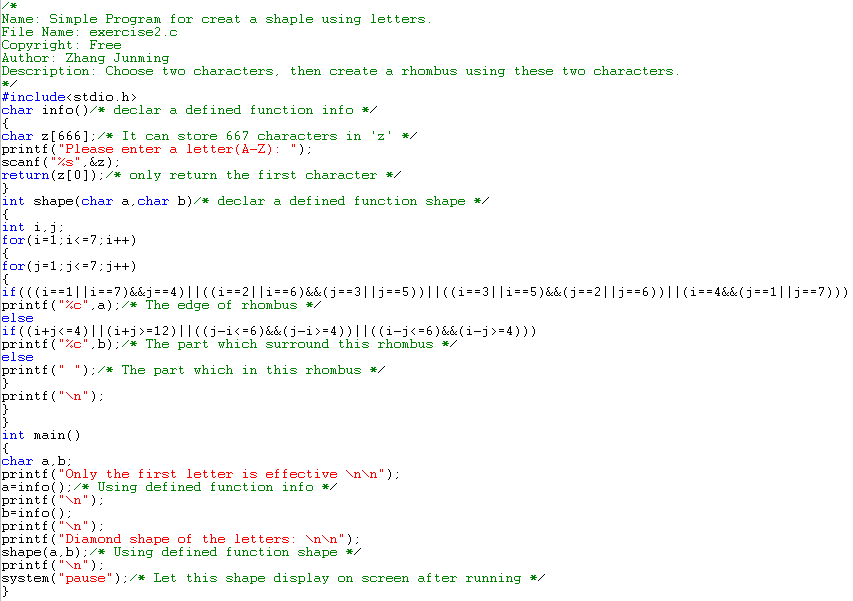 /*
Name: Simple Program for creat a shaple using letters.
File Name: exercise2.c
Copyright: Free
Author: Zhang Junming
Description: Choose two characters, then create a rhombus using these two characters.
*/
#include<stdio.h>
char info()/* declar a defined function info */
{
char z[666];/* It can store 667 characters in 'z' */
printf("Please enter a letter(A-Z): ");
scanf("%s",&z);
return(z[0]);/* only return the first character */
}
int shape(char a,char b)/* declar a defined function shape */
{
int i,j;
for(i=1;i<=7;i++)
{
for(j=1;j<=7;j++)
{
if(((i==1||i==7)&&j==4)||((i==2||i==6)&&(j==3||j==5))||((i==3||i==5)&&(j==2||j==6))||(i==4&&(j==1||j==7)))
printf("%c",a);/* The edge of rhombus */
else
if((i+j<=4)||(i+j>=12)||((j-i<=6)&&(j-i>=4))||((i-j<=6)&&(i-j>=4)))
printf("%c",b);/* The part which surround this rhombus */
else
printf(" ");/* The part which in this rhombus */
}
printf("\n");
}
}
int main()
{
char a,b;
printf("Only the first letter is effective \n\n");
a=info();/* Using defined function info */
printf("\n");
b=info();
printf("\n");
printf("Diamond shape of the letters: \n\n");
shape(a,b);/* Using defined function shape */
printf("\n");
system("pause");/* Let this shape display on screen after running */
}